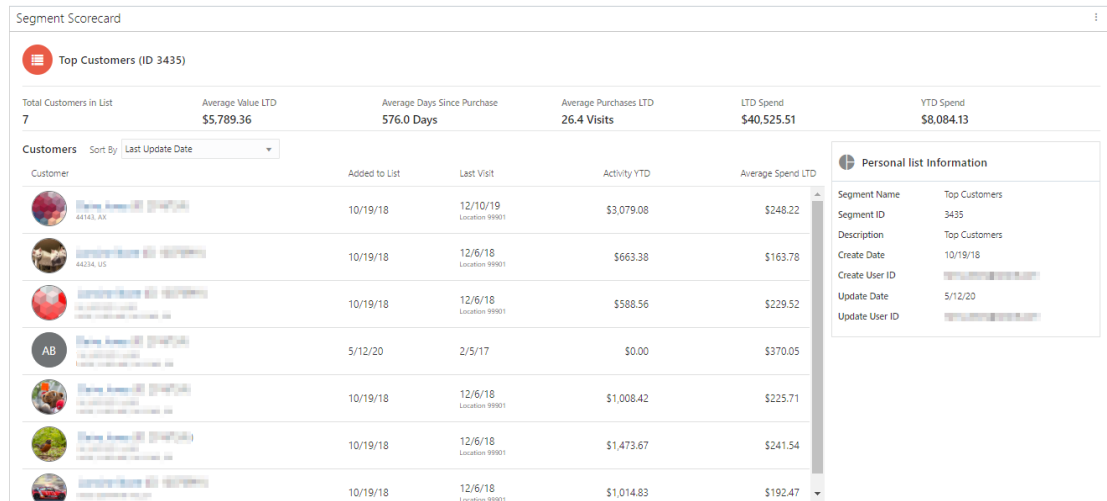 Segment Scorecard
Top Customers (ID 3435)
Total Customers in List Average Value LTD Average Days Since Purchase Average Purchases LTD LTD Spend YTD Spend
7 $5,789.36 576.0 Days 26.4 Visits $40,525.51 $8,084.13
Customers Sort By Last Update Date
Customer Added to List Last Visit Activity YTD Average Spend LTD
10/19/18 12/10/19 $3,079.08 $248.22
44143, AX Location 99901
10/19/18 12/6/18 $663.38 $163.78
44234, US Location 99901
10/19/18 12/6/18 $588.56 $229.52
Location 99901
AB 5/12/20 2/5/17 $0.00 $370.05
10/19/18 12/6/18 $1,008.42 $225.71
Location 99901
10/19/18 12/6/18 $1,473.67 $241.54
Location 99901
10/19/18 12/6/18 $1,014.83 $192.47
Location 99901
Personal list Information
Segment Name Top Customers
Segment ID 3435
Description Top Customers
Create Date 10/19/18
Create User ID
Update Date 5/12/20
Update User ID